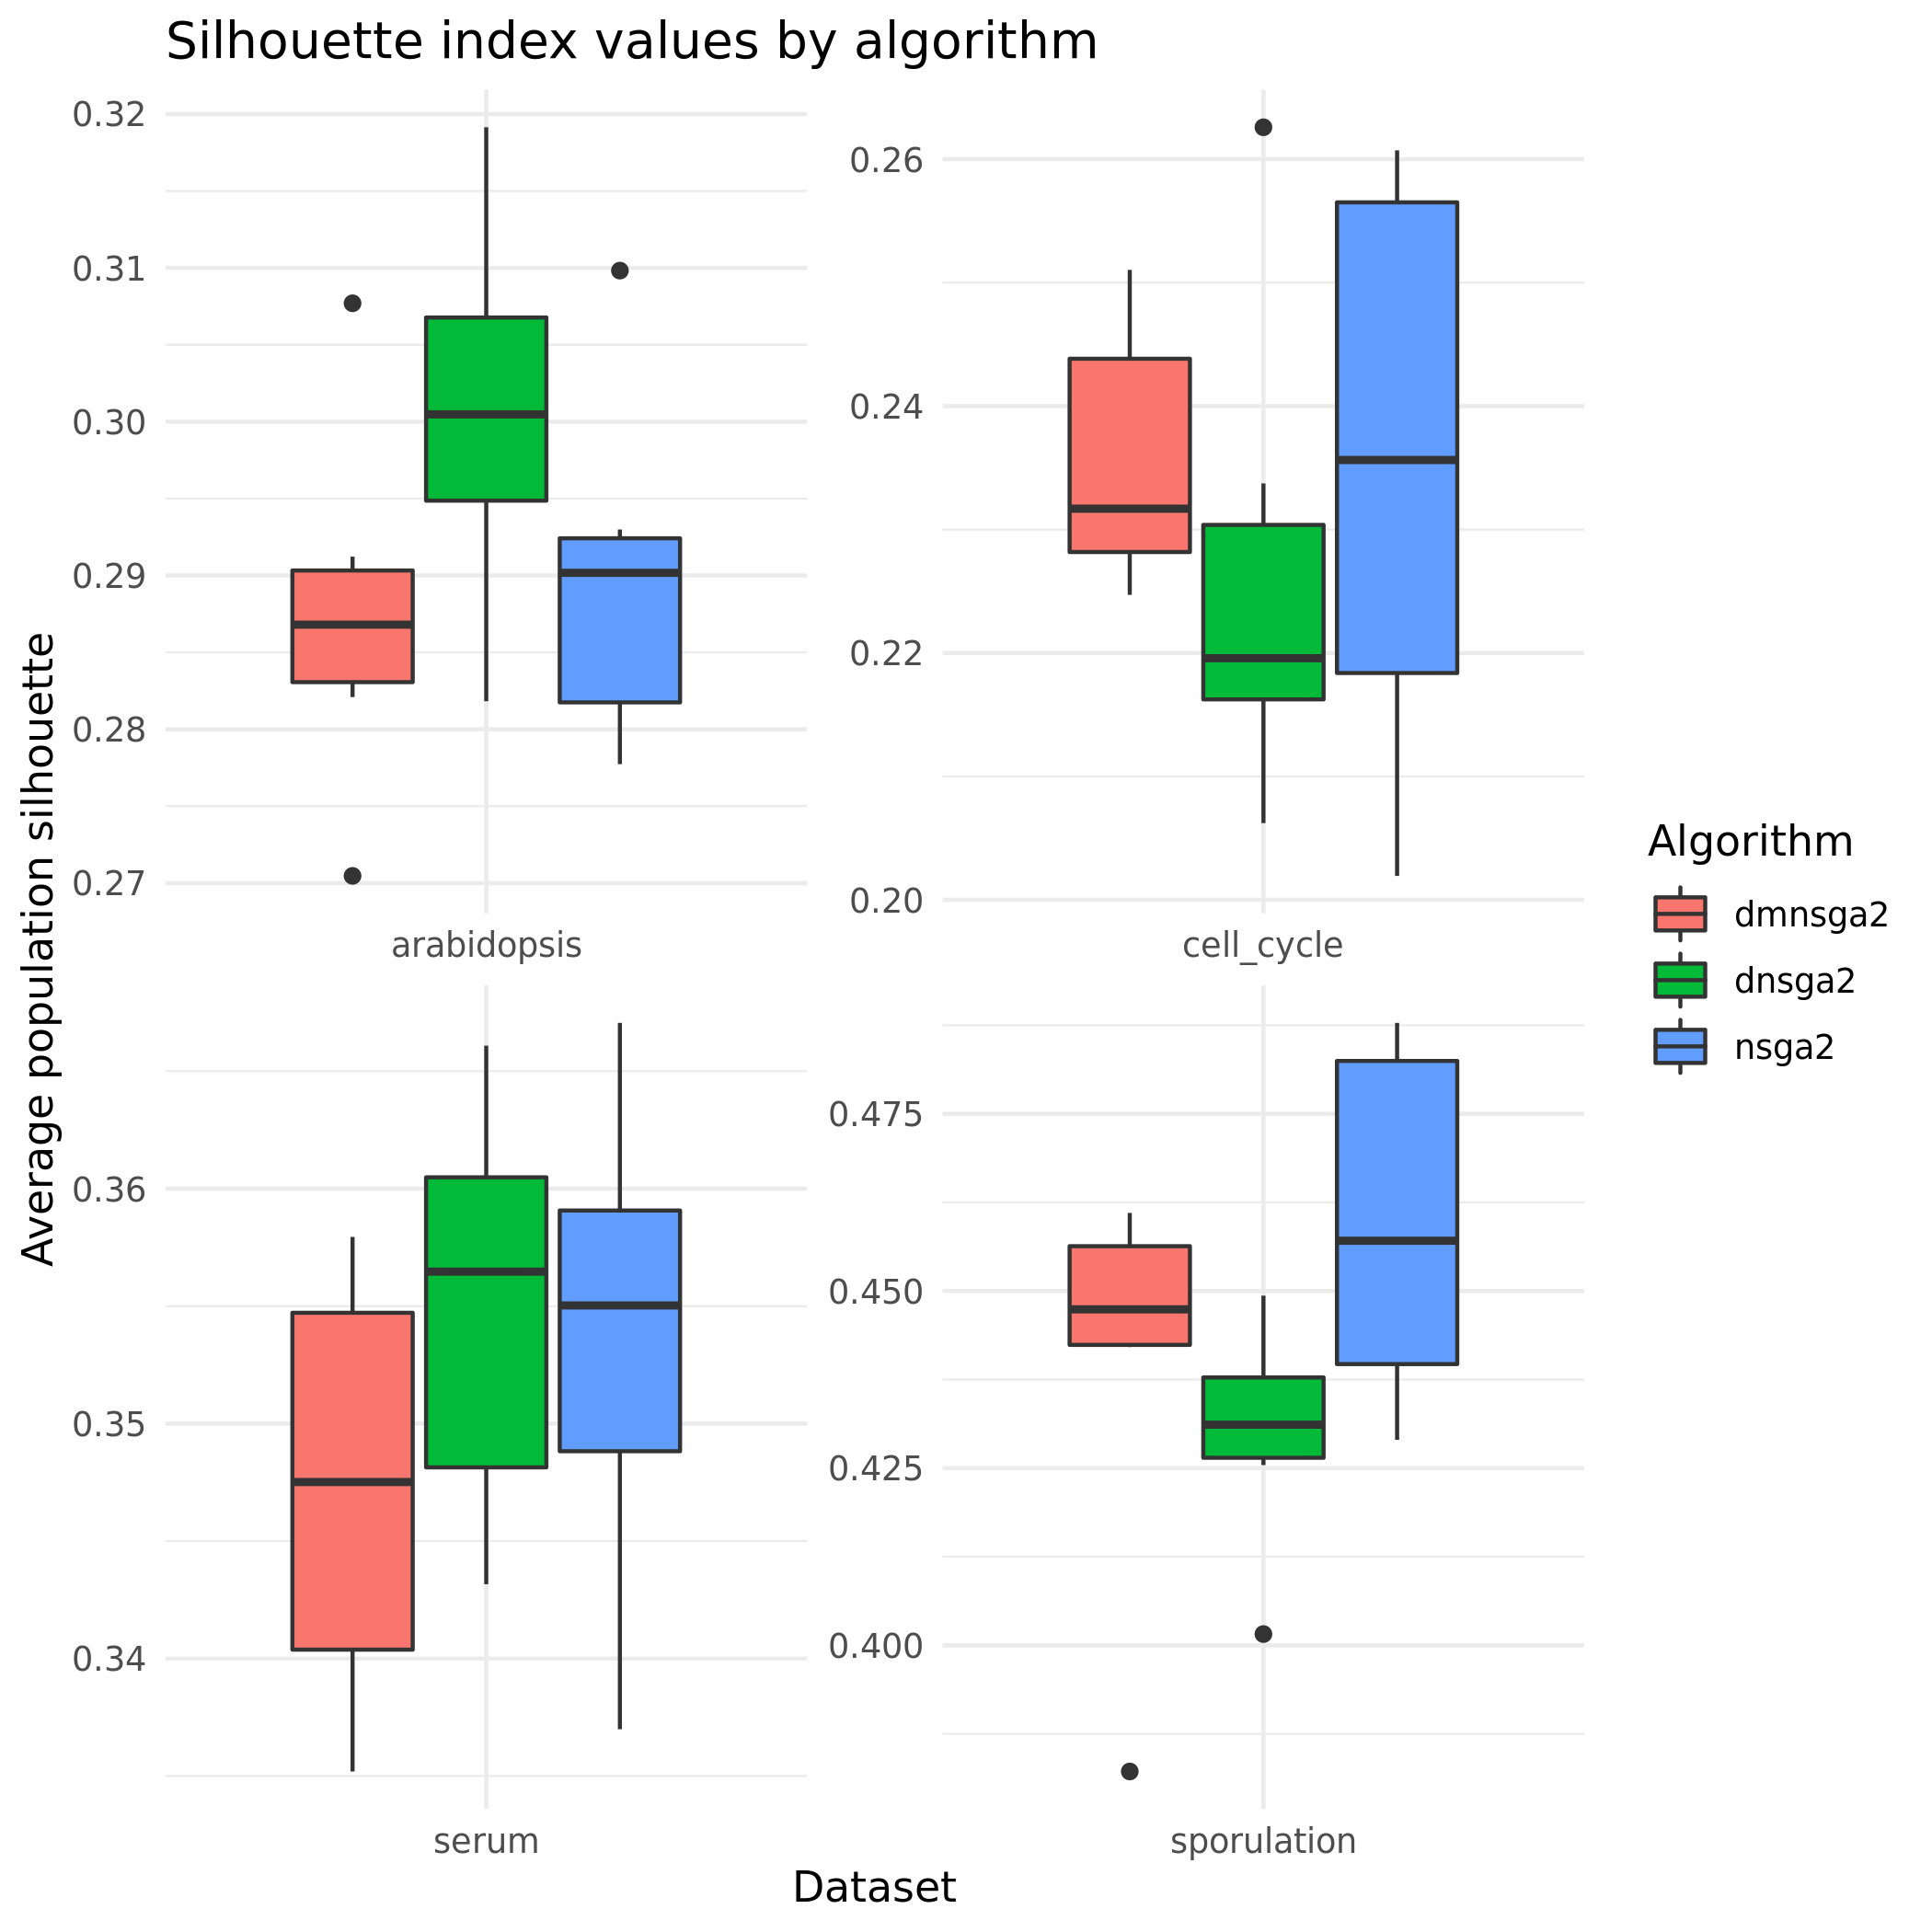 Silhouette index values by algorithm
Average population silhouette
0.32
0.31
0.30
0.29
0.28
0.27
arabidopsis
0.26
0.24
0.22
0.20
cell_cycle
0.36
0.35
0.34
serum
0.475
0.450
0.425
0.400
sporulation
Dataset
Algorithm
dmnsga2
dnsga2
nsga2